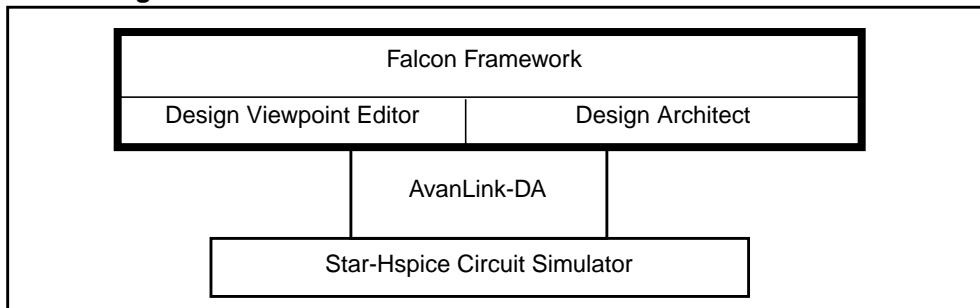 Falcon Framework
Design Viewpoint Editor
Design Architect
AvanLink-DA
Star-Hspice Circuit Simulator